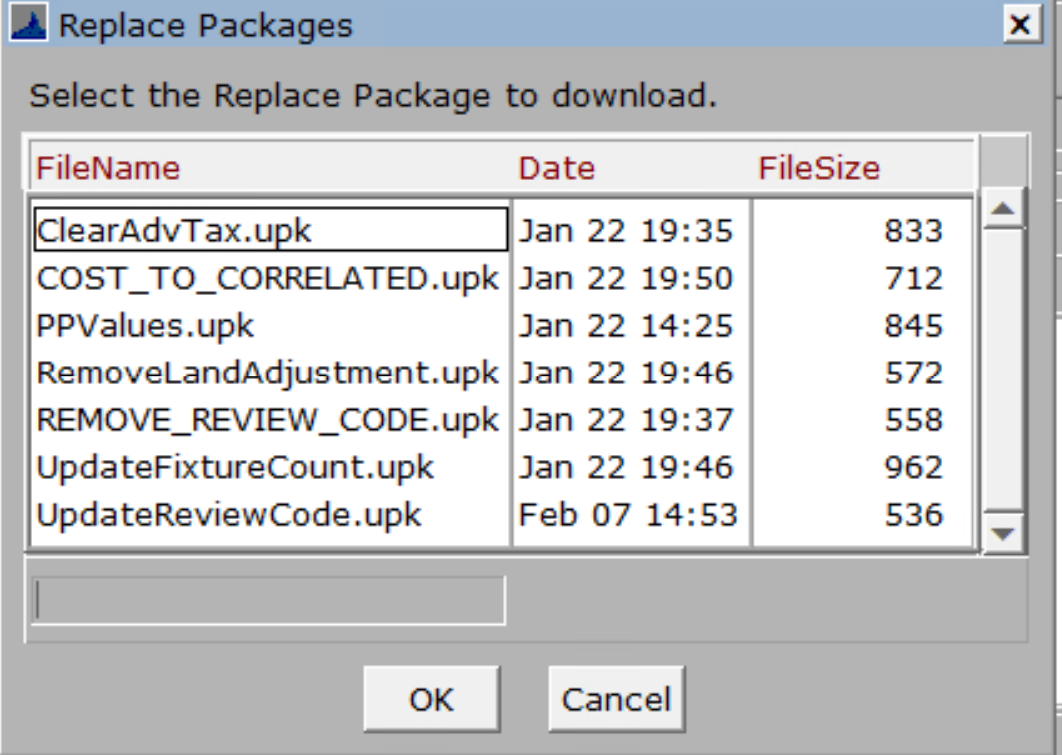 Replace Packages
Select the Replace Package to download.
FileName Date FileSize
ClearAdvTax.upk Jan 22 19:35 833
COST_TO_CORRELATED.upk Jan 22 19:50 712
PPValues.upk Jan 22 14:25 845
RemoveLandAdjustment.upk Jan 22 19:46 572
REMOVE_REVIEW_CODE.upk Jan 22 19:37 558
UpdateFixtureCount.upk Jan 22 19:46 962
UpdateReviewCode.upk Feb 07 14:53 536
OK Cancel